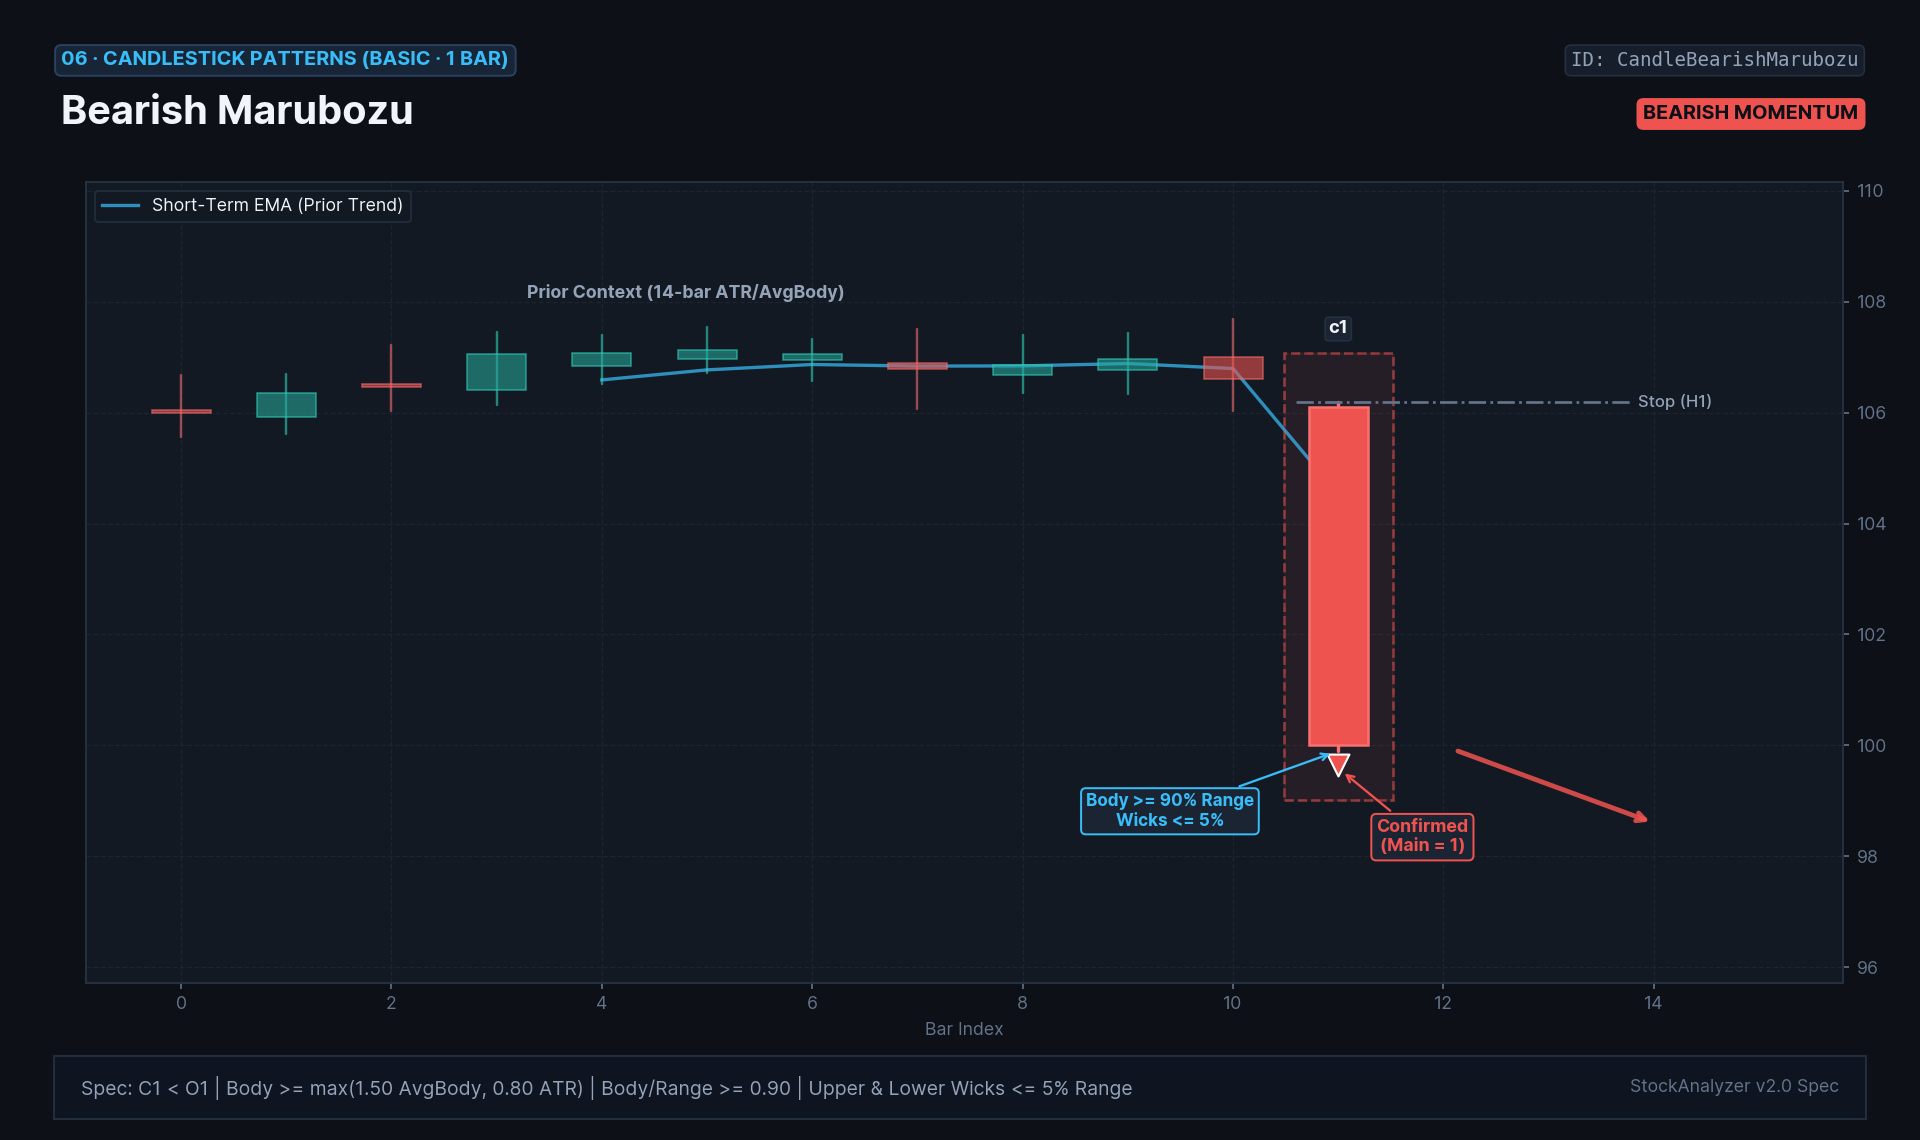 06 · CANDLESTICK PATTERNS (BASIC · 1 BAR)
ID: CandleBearishMarubozu
Bearish Marubozu
BEARISH MOMENTUM
Short-Term EMA (Prior Trend)
Prior Context (14-bar ATR/AvgBody)
c1
Stop (H1)
Body >= 90% Range
Wicks <= 5%
Confirmed
(Main = 1)
110
108
106
104
102
100
98
96
0 2 4 6 8 10 12 14
Bar Index
Spec: C1 < O1 | Body >= max(1.50 AvgBody, 0.80 ATR) | Body/Range >= 0.90 | Upper & Lower Wicks <= 5% Range
StockAnalyzer v2.0 Spec